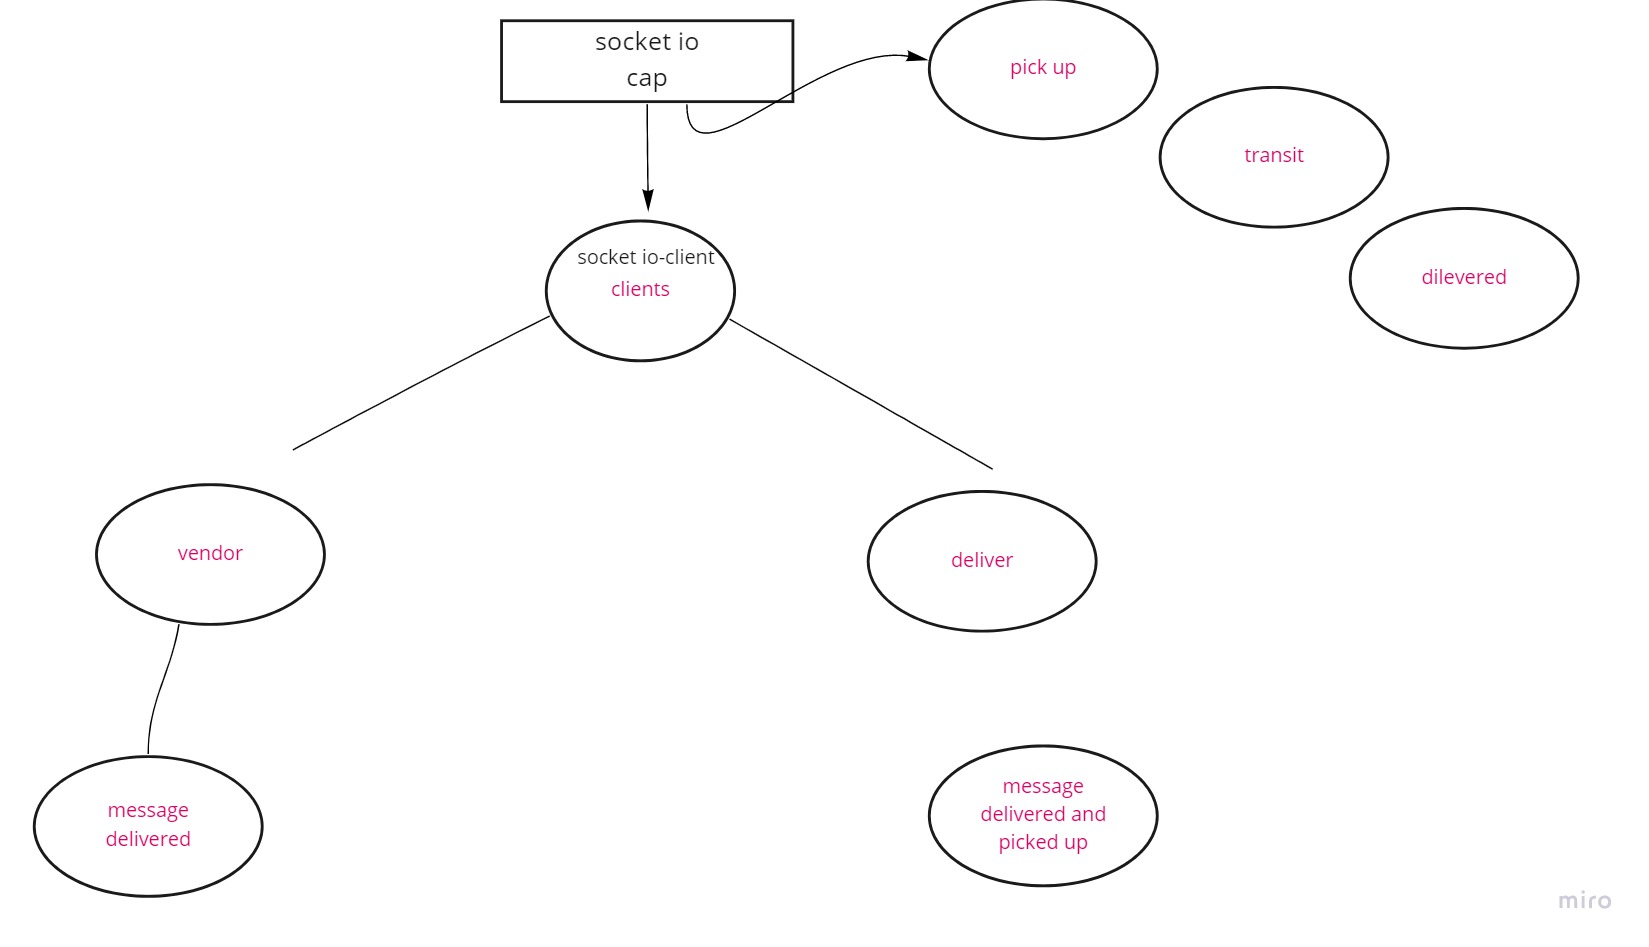 socket io
cap
pick up
transit
dilevered
socket io-client
clients
vendor
deliver
message
delivered
message
delivered and
picked up
miro